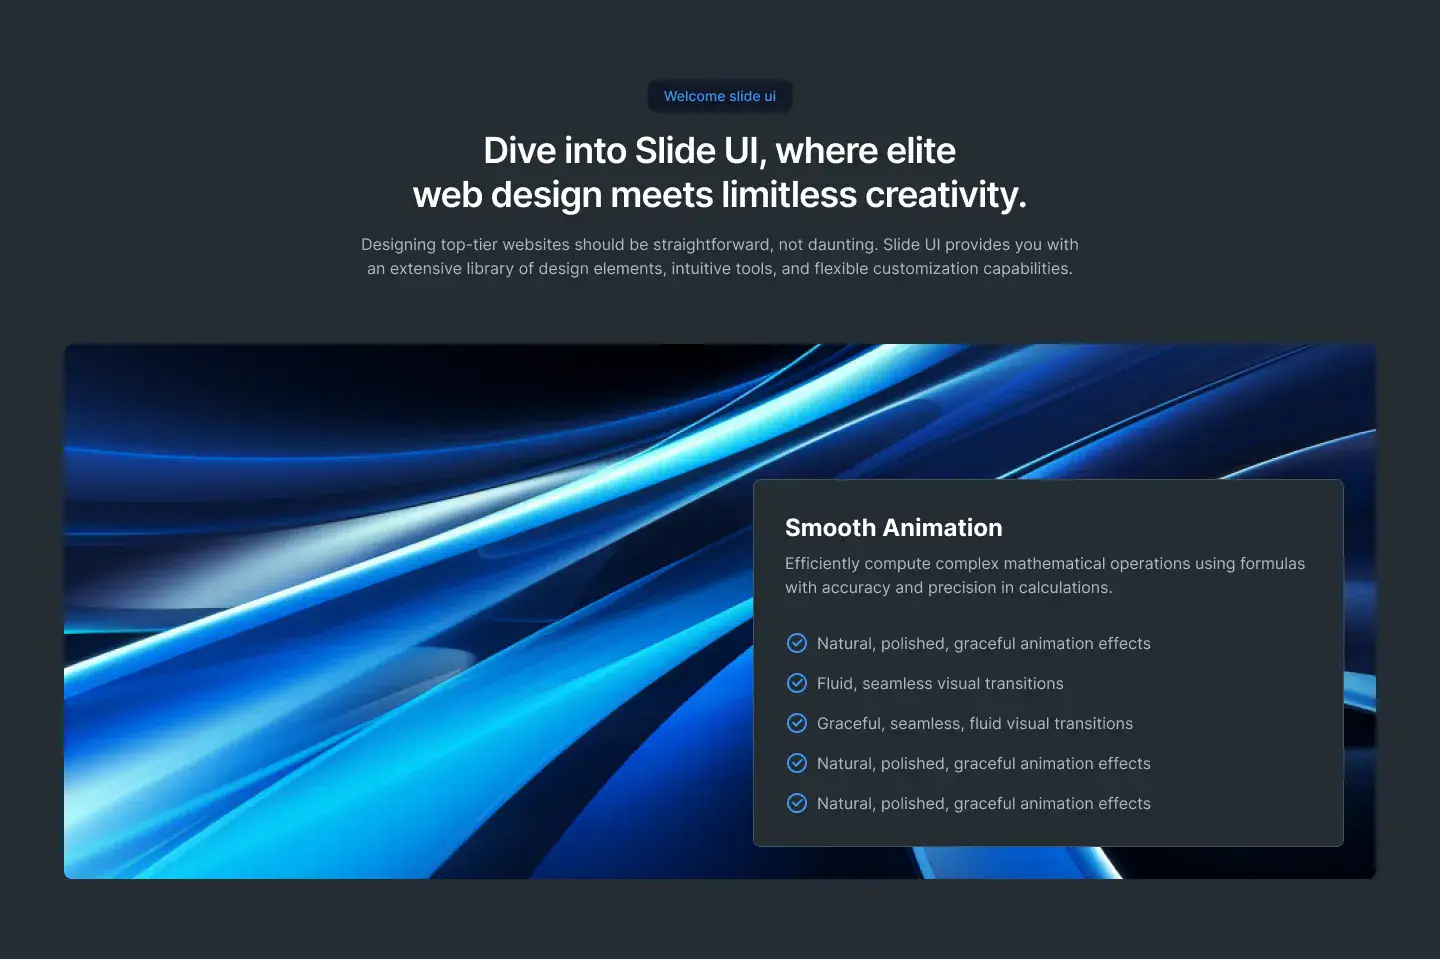 Welcome slide ui
Dive into Slide UI, where elite
web design meets limitless creativity.
Designing top-tier websites should be straightforward, not daunting. Slide UI provides you with
an extensive library of design elements, intuitive tools, and flexible customization capabilities.
Smooth Animation
Efficiently compute complex mathematical operations using formulas
with accuracy and precision in calculations.
Natural, polished, graceful animation effects
Fluid, seamless visual transitions
Graceful, seamless, fluid visual transitions
Natural, polished, graceful animation effects
Natural, polished, graceful animation effects